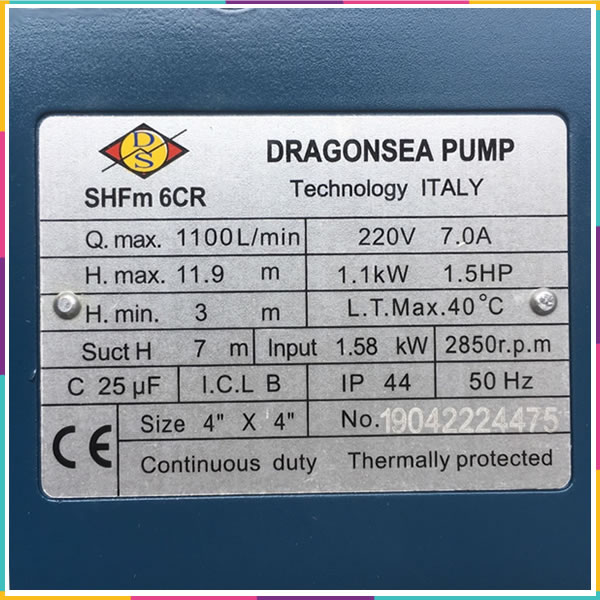 DS
DRAGONSEA PUMP
SHFm 6CR
Technology ITALY
Q. max. 1100L/min 220V 7.0A
H. max. 11.9 m 1.1kW 1.5HP
H. min. 3 m L.T.Max.40°C
Suct H 7 m Input 1.58 kW 2850r.p.m
C 25 µF I.C.L B IP 44 50 Hz
CE Size 4" X 4" No.19042224475
Continuous duty Thermally protected